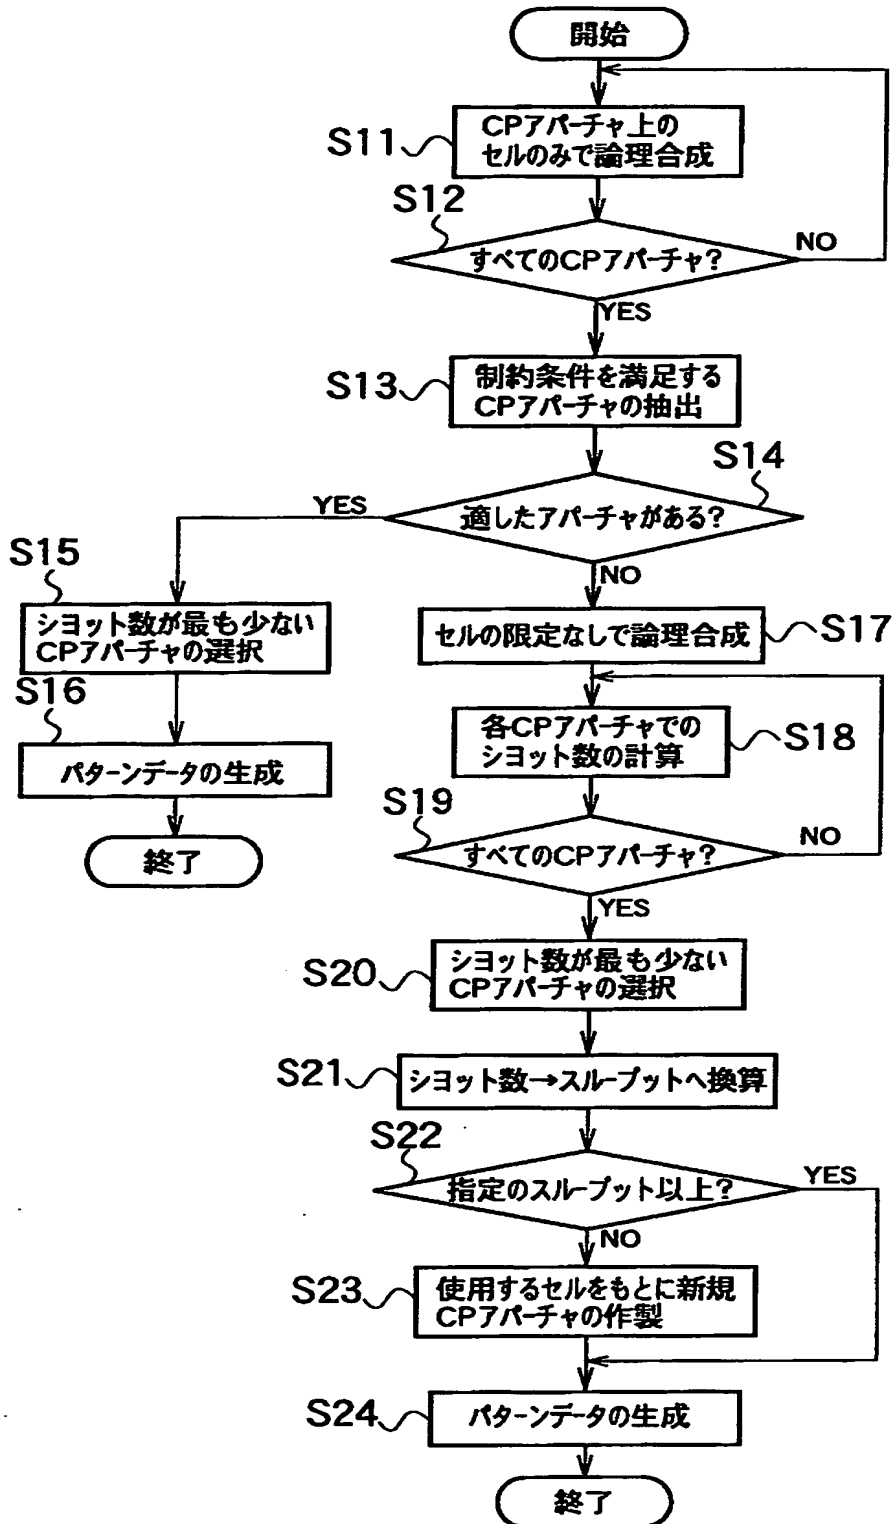 開始
S11
CPアパーチャ上の
セルのみで論理合成
S12
すべてのCPアパーチャ?
NO
YES
S13
制約条件を満足する
CPアパーチャの抽出
S14
適したアパーチャがある?
YES
NO
S15
シヨット数が最も少ない
CPアパーチャの選択
S16
パターンデータの生成
終了
セルの限定なしで論理合成
S17
各CPアパーチャでの
シヨット数の計算
S18
S19
すべてのCPアパーチャ?
NO
YES
S20
シヨット数が最も少ない
CPアパーチャの選択
S21
シヨット数→スループットへ換算
S22
指定のスループット以上?
YES
NO
S23
使用するセルをもとに新規
CPアパーチャの作製
S24
パターンデータの生成
終了